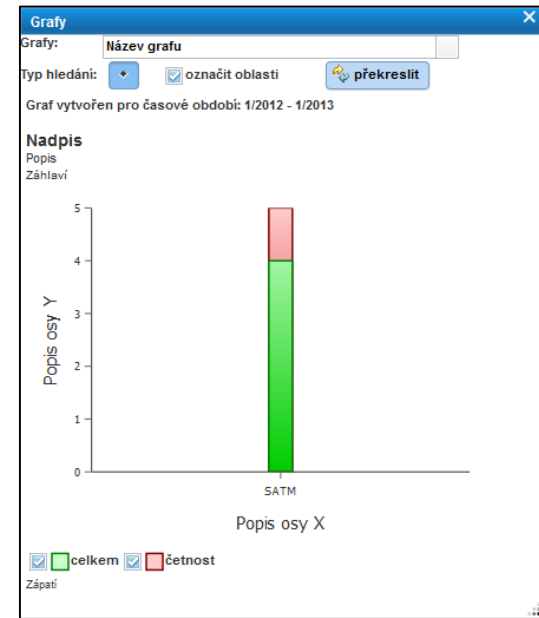 Grafy
Grafy: Název grafu
Typ hledání: označit oblasti překreslit
Graf vytvořen pro časové období: 1/2012 - 1/2013
Nadpis
Popis
Záhlaví
5
4
3
2
1
0
Popis osy Y
SATM
Popis osy X
celkem četnost
Zápatí